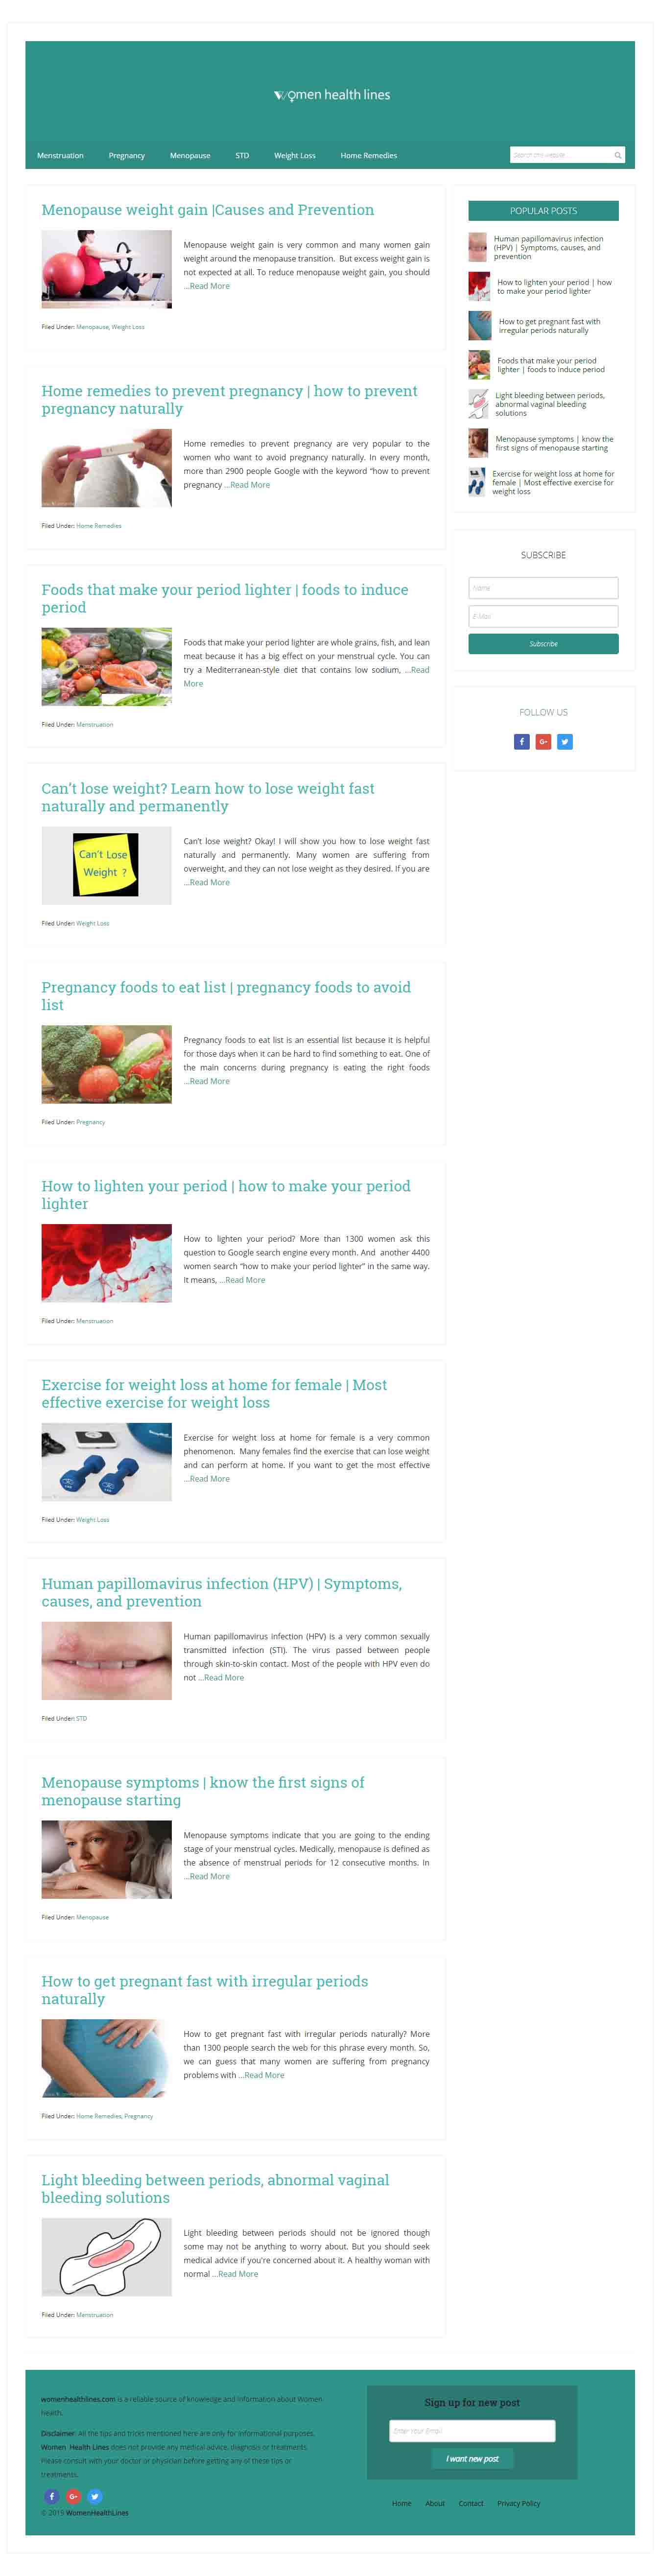 women health lines
Menstruation Pregnancy Menopause STD Weight Loss Home Remedies Search this website
Menopause weight gain |Causes and Prevention
Menopause weight gain is very common and many women gain
weight around the menopause transition. But excess weight gain is
not expected at all. To reduce menopause weight gain, you should
...Read More
Filed Under: Menopause, Weight Loss
Home remedies to prevent pregnancy | how to prevent
pregnancy naturally
Home remedies to prevent pregnancy are very popular to the
women who want to avoid pregnancy naturally. In every month,
more than 2900 people Google with the keyword “how to prevent
pregnancy ...Read More
Filed Under: Home Remedies
Foods that make your period lighter | foods to induce
period
Foods that make your period lighter are whole grains, fish, and lean
meat because it has a big effect on your menstrual cycle. You can
try a Mediterranean-style diet that contains low sodium, ...Read
More
Filed Under: Menstruation
Can’t lose weight? Learn how to lose weight fast
naturally and permanently
Can't Lose
Weight ?
Can’t lose weight? Okay! I will show you how to lose weight fast
naturally and permanently. Many women are suffering from
overweight, and they can not lose weight as they desired. If you are
...Read More
Filed Under: Weight Loss
Pregnancy foods to eat list | pregnancy foods to avoid
list
Pregnancy foods to eat list is an essential list because it is helpful
for those days when it can be hard to find something to eat. One of
the main concerns during pregnancy is eating the right foods
...Read More
Filed Under: Pregnancy
How to lighten your period | how to make your period
lighter
How to lighten your period? More than 1300 women ask this
question to Google search engine every month. And another 4400
women search “how to make your period lighter” in the same way.
It means, ...Read More
Filed Under: Menstruation
Exercise for weight loss at home for female | Most
effective exercise for weight loss
Exercise for weight loss at home for female is a very common
phenomenon. Many females find the exercise that can lose weight
and can perform at home. If you want to get the most effective
...Read More
Filed Under: Weight Loss
Human papillomavirus infection (HPV) | Symptoms,
causes, and prevention
Human papillomavirus infection (HPV) is a very common sexually
transmitted infection (STI). The virus passed between people
through skin-to-skin contact. Most of the people with HPV even do
not ...Read More
Filed Under: STD
Menopause symptoms | know the first signs of
menopause starting
Menopause symptoms indicate that you are going to the ending
stage of your menstrual cycles. Medically, menopause is defined as
the absence of menstrual periods for 12 consecutive months. In
...Read More
Filed Under: Menopause
How to get pregnant fast with irregular periods
naturally
How to get pregnant fast with irregular periods naturally? More
than 1300 people search the web for this phrase every month. So,
we can guess that many women are suffering from pregnancy
problems with ...Read More
Filed Under: Home Remedies, Pregnancy
Light bleeding between periods, abnormal vaginal
bleeding solutions
Light bleeding between periods should not be ignored though
some may not be anything to worry about. But you should seek
medical advice if you're concerned about it. A healthy woman with
normal ...Read More
Filed Under: Menstruation
POPULAR POSTS
Human papillomavirus infection
(HPV) | Symptoms, causes, and
prevention
How to lighten your period | how
to make your period lighter
How to get pregnant fast with
irregular periods naturally
Foods that make your period
lighter | foods to induce period
Light bleeding between periods,
abnormal vaginal bleeding
solutions
Menopause symptoms | know the
first signs of menopause starting
Exercise for weight loss at home for
female | Most effective exercise for
weight loss
SUBSCRIBE
Name
E-Mail
Subscribe
FOLLOW US
womenhealthlines.com is a reliable source of knowledge and information about Women
health.
Disclaimer: All the tips and tricks mentioned here are only for informational purposes.
Women Health Lines does not provide any medical advice, diagnosis or treatments.
Please consult with your doctor or physician before getting any of these tips or
treatments.
© 2019 WomenHealthLines
Sign up for new post
Enter Your Email
I want new post
Home About Contact Privacy Policy